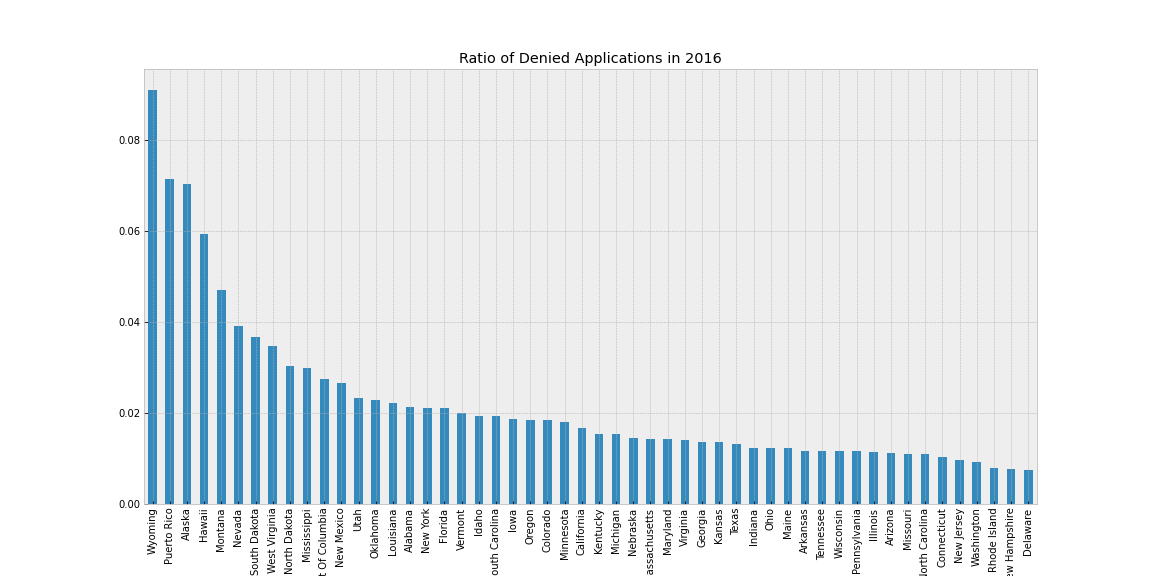 Ratio of Denied Applications in 2016
0.08
0.06
0.04
0.02
0.00
Wyoming
Puerto Rico
Alaska
Hawaii
Montana
Nevada
South Dakota
West Virginia
North Dakota
Mississippi
t Of Columbia
New Mexico
Utah
Oklahoma
Louisiana
Alabama
New York
Florida
Vermont
Idaho
outh Carolina
Iowa
Oregon
Colorado
Minnesota
California
Kentucky
Michigan
Nebraska
assachusetts
Maryland
Virginia
Georgia
Kansas
Texas
Indiana
Ohio
Maine
Arkansas
Tennessee
Wisconsin
Pennsylvania
Illinois
Arizona
Missouri
North Carolina
Connecticut
New Jersey
Washington
Rhode Island
ew Hampshire
Delaware